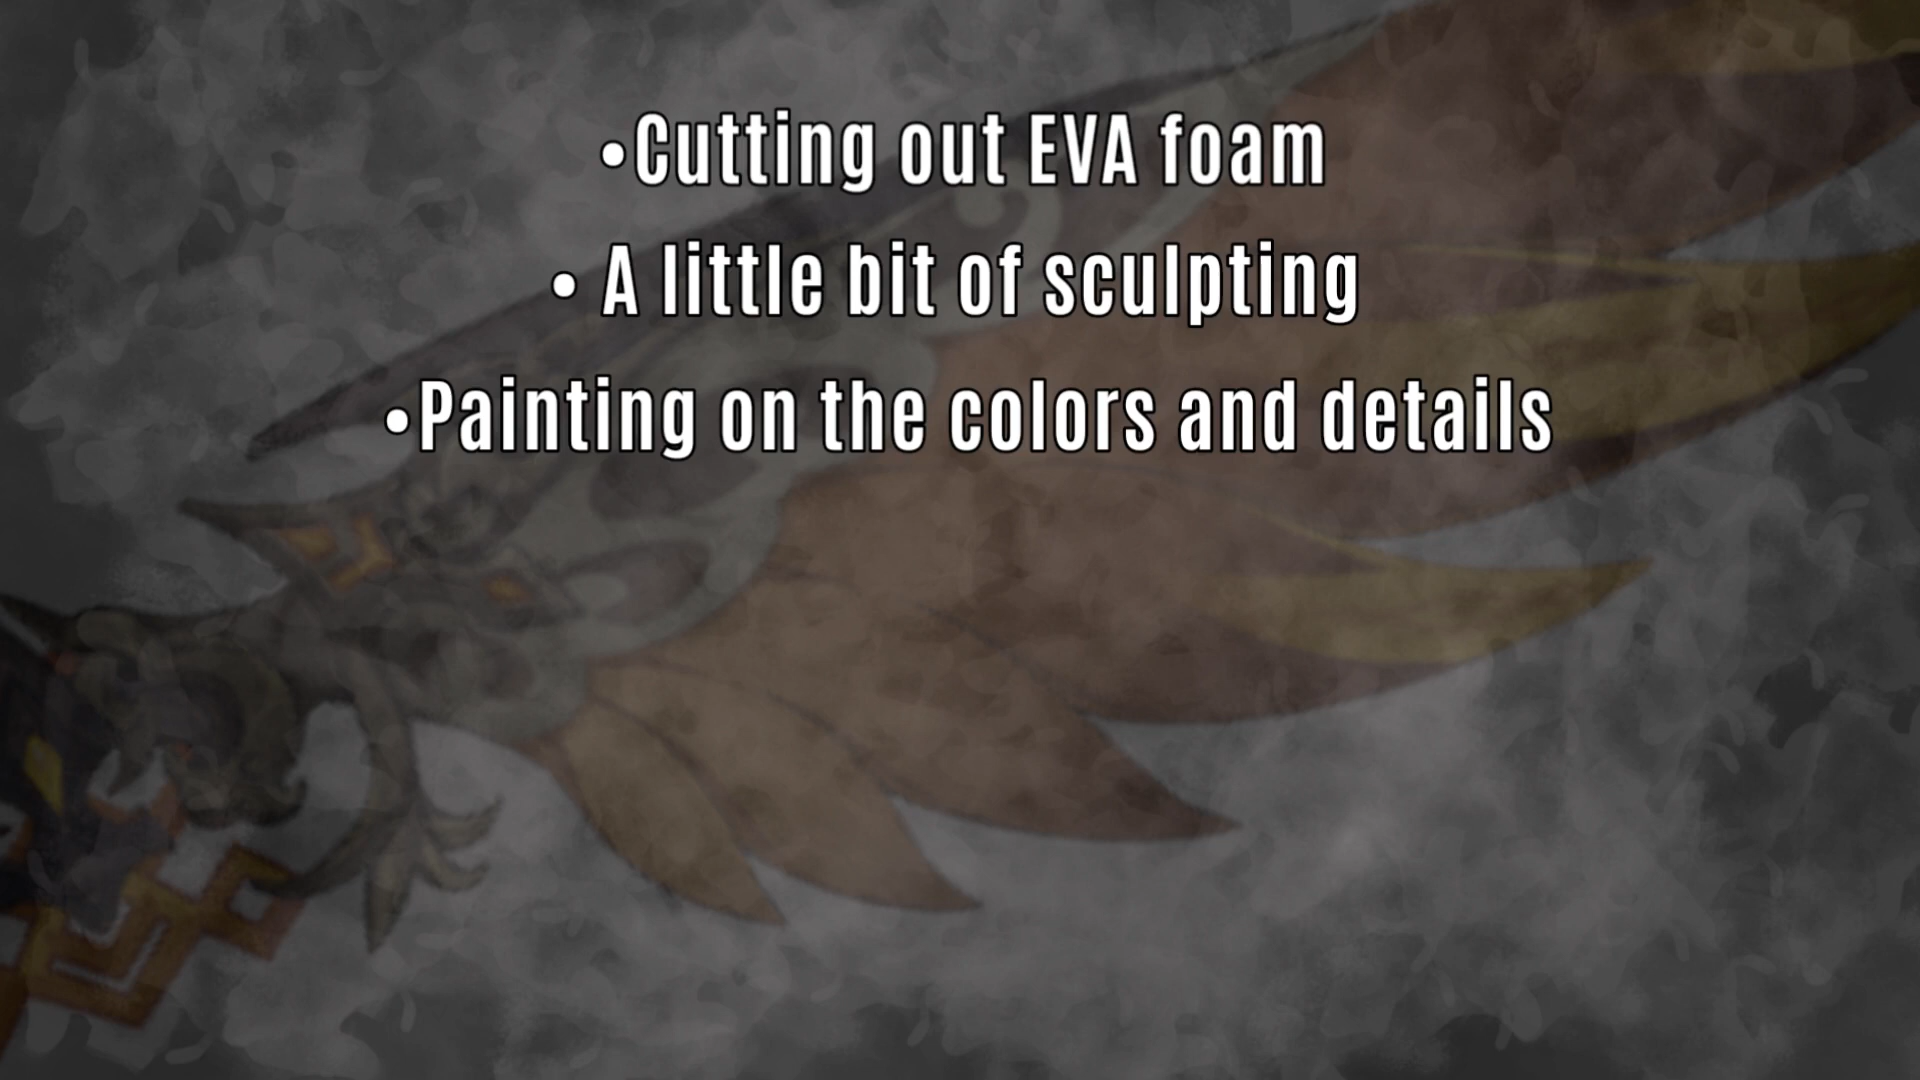 •Cutting out EVA foam
• A little bit of sculpting
•Painting on the colors and details